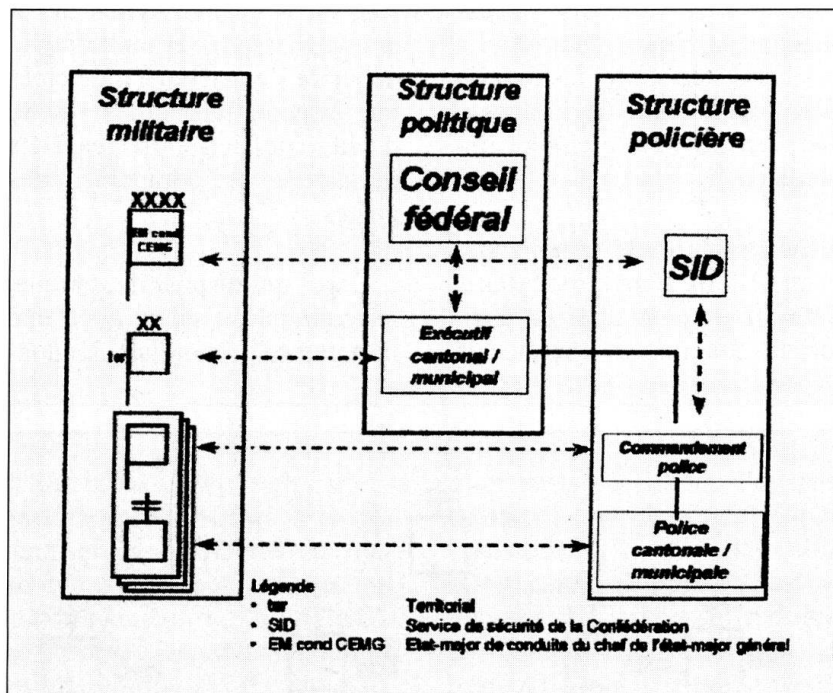 Structure
militaire
XXXX
EM cond
CEMG
XX
ter
Structure
politique
Conseil
fédéral
Exécutif
cantonal /
municipal
Structure
policière
SID
Commandement
police
Police
cantonale /
municipale
Légende
• ter Territorial
• SID Service de sécurité de la Confédération
• EM cond CEMG Etat-major de conduits du chef de l'état-major général